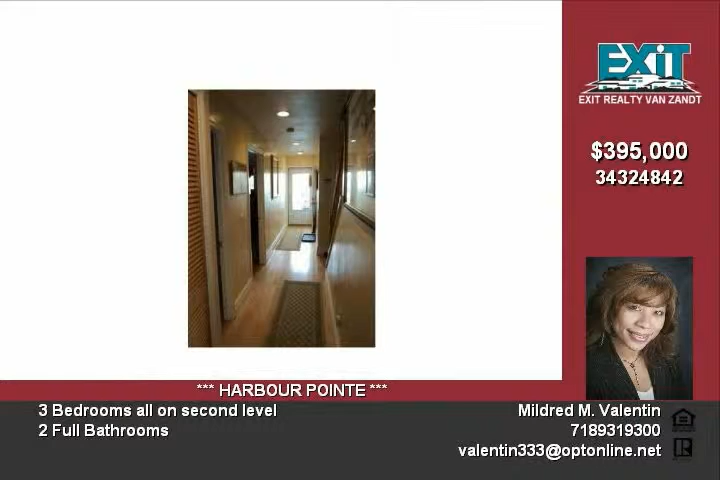 EXIT
EXIT REALTY VAN ZANDT
$395,000
34324842
*** HARBOUR POINTE ***
3 Bedrooms all on second level
2 Full Bathrooms
Mildred M. Valentin
7189319300
valentin333@optonline.net